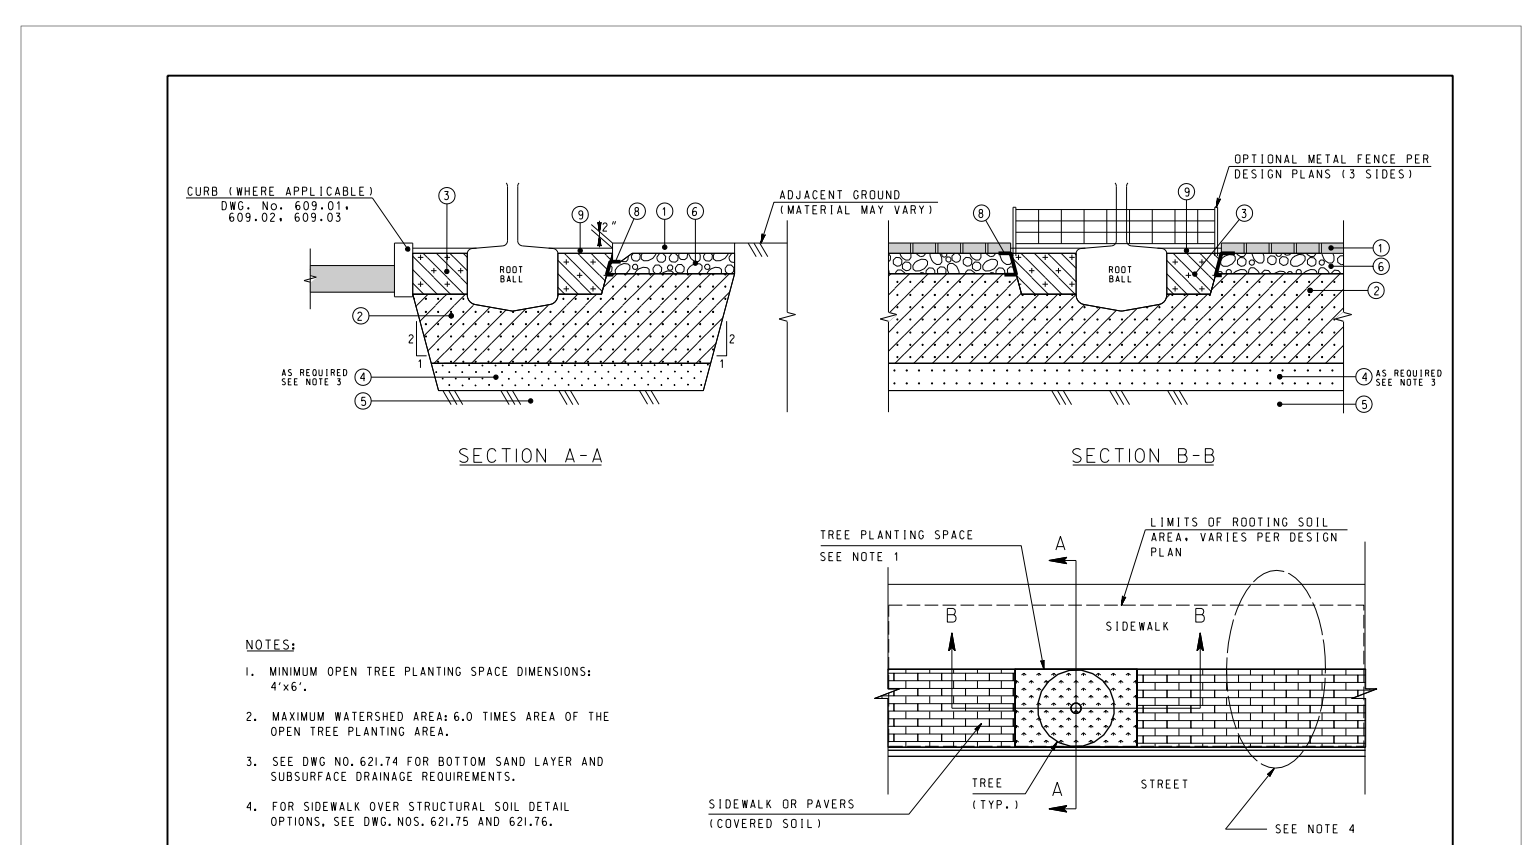 CURB (WHERE APPLICABLE)
DWG. No. 609.01,
609.02, 609.03
3
9
2"
8
1
6
ADJACENT GROUND
(MATERIAL MAY VARY)
ROOT
BALL
2
2
1
2
1
AS REQUIRED
SEE NOTE 3
4
5
SECTION A-A
OPTIONAL METAL FENCE PER
DESIGN PLANS (3 SIDES)
9
8
3
1
6
ROOT
BALL
2
4
AS REQUIRED
SEE NOTE 3
5
SECTION B-B
TREE PLANTING SPACE
SEE NOTE 1
LIMITS OF ROOTING SOIL
AREA, VARIES PER DESIGN
PLAN
A
B
B
SIDEWALK
TREE
(TYP.)
A
STREET
SIDEWALK OR PAVERS
(COVERED SOIL)
SEE NOTE 4
NOTES:
1. MINIMUM OPEN TREE PLANTING SPACE DIMENSIONS:
4'x6'.
2. MAXIMUM WATERSHED AREA: 6.0 TIMES AREA OF THE
OPEN TREE PLANTING AREA.
3. SEE DWG NO. 621.74 FOR BOTTOM SAND LAYER AND
SUBSURFACE DRAINAGE REQUIREMENTS.
4. FOR SIDEWALK OVER STRUCTURAL SOIL DETAIL
OPTIONS, SEE DWG. NOS. 621.75 AND 621.76.